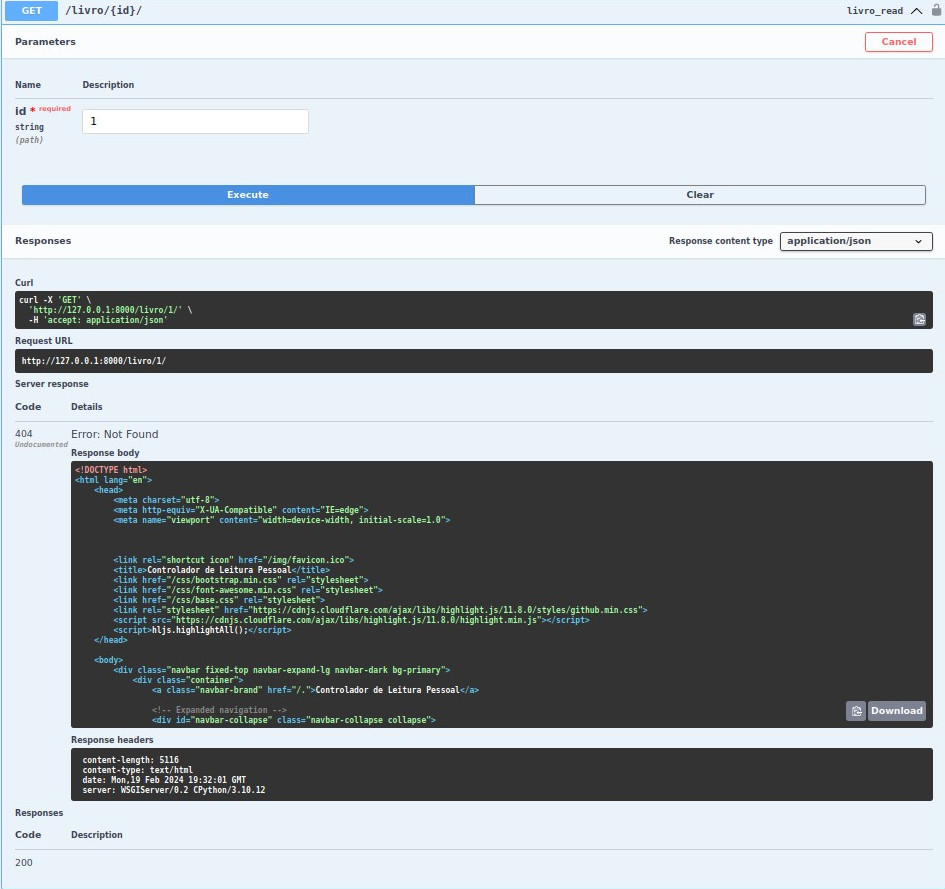 GET /livro/{id}/ livro_read
Parameters Cancel
Name Description
id * required
string
(path)
1
Execute Clear
Responses Response content type application/json
Curl
curl -X 'GET' \
  'http://127.0.0.1:8000/livro/1/' \
  -H 'accept: application/json'
Request URL
http://127.0.0.1:8000/livro/1/
Server response
Code Details
404 Error: Not Found
Undocumented
Response body
<!DOCTYPE html>
<html lang="en">
    <head>
        <meta charset="utf-8">
        <meta http-equiv="X-UA-Compatible" content="IE=edge">
        <meta name="viewport" content="width=device-width, initial-scale=1.0">
        <link rel="shortcut icon" href="/img/favicon.ico">
        <title>Controlador de Leitura Pessoal</title>
        <link href="/css/bootstrap.min.css" rel="stylesheet">
        <link href="/css/font-awesome.min.css" rel="stylesheet">
        <link href="/css/base.css" rel="stylesheet">
        <link rel="stylesheet" href="https://cdnjs.cloudflare.com/ajax/libs/highlight.js/11.8.0/styles/github.min.css">
        <script src="https://cdnjs.cloudflare.com/ajax/libs/highlight.js/11.8.0/highlight.min.js"></script>
        <script>hljs.highlightAll();</script>
    </head>
    <body>
        <div class="navbar fixed-top navbar-expand-lg navbar-dark bg-primary">
            <div class="container">
                <a class="navbar-brand" href="/.">Controlador de Leitura Pessoal</a>
                <!-- Expanded navigation -->
                <div id="navbar-collapse" class="navbar-collapse collapse">
Download
Response headers
content-length: 5116
content-type: text/html
date: Mon,19 Feb 2024 19:32:01 GMT
server: WSGIServer/0.2 CPython/3.10.12
Responses
Code Description
200